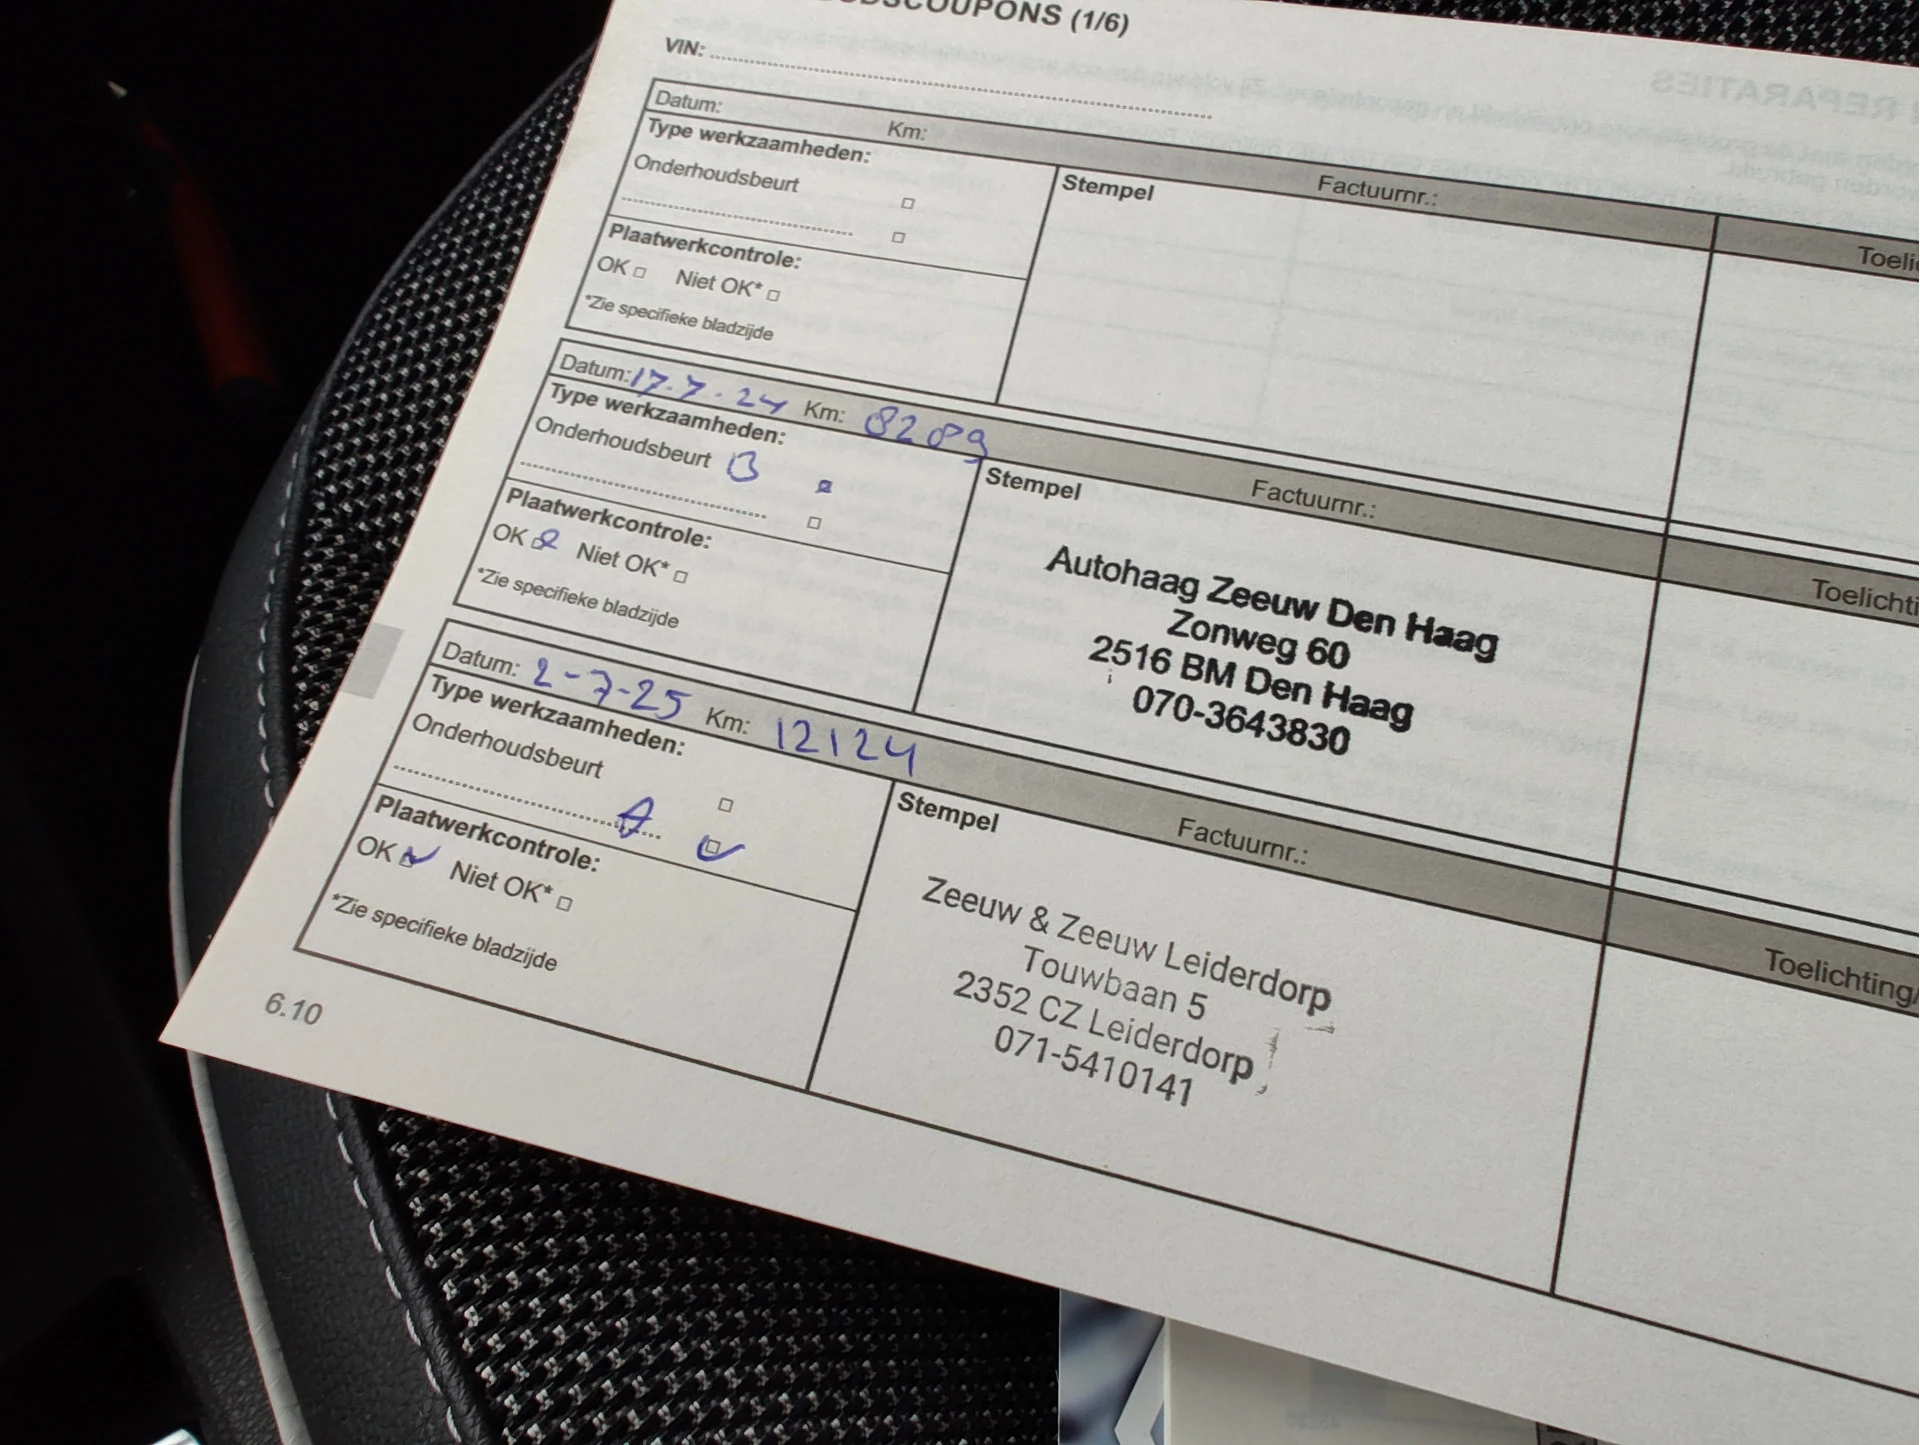 DSCOUPONS (1/6)
VIN:
Datum: Km: Factuurnr.:
Type werkzaamheden: Stempel
Onderhoudsbeurt
Plaatwerkcontrole:
OK Niet OK*
*Zie specifieke bladzijde
Datum: 17-7-24 Km: 8289 Factuurnr.:
Type werkzaamheden: Stempel
Onderhoudsbeurt B
Plaatwerkcontrole:
OK Niet OK*
*Zie specifieke bladzijde
Autohaag Zeeuw Den Haag
Zonweg 60
2516 BM Den Haag
070-3643830
Datum: 2-7-25 Km: 12124 Factuurnr.: Toelichting/
Type werkzaamheden: Stempel
Onderhoudsbeurt
A
Plaatwerkcontrole:
OK Niet OK*
*Zie specifieke bladzijde
Zeeuw & Zeeuw Leiderdorp
Touwbaan 5
2352 CZ Leiderdorp
071-5410141
6.10
REPARATIES